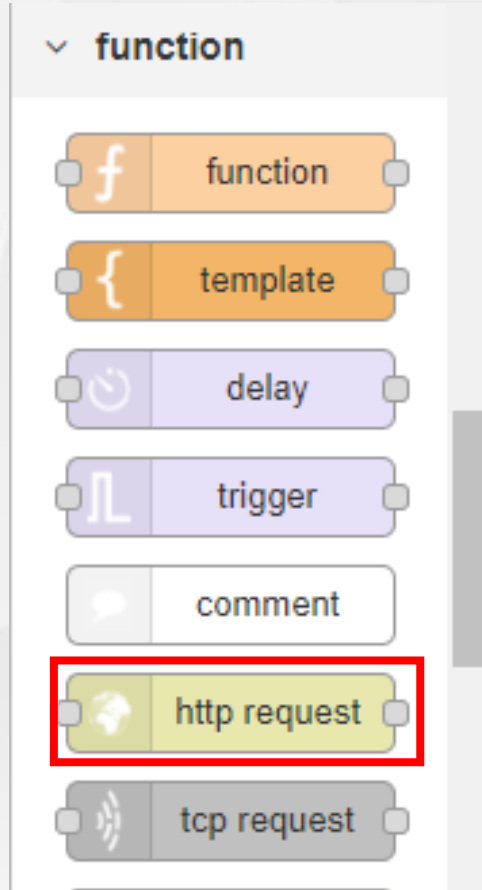 function
function
template
delay
trigger
comment
http request
tcp request